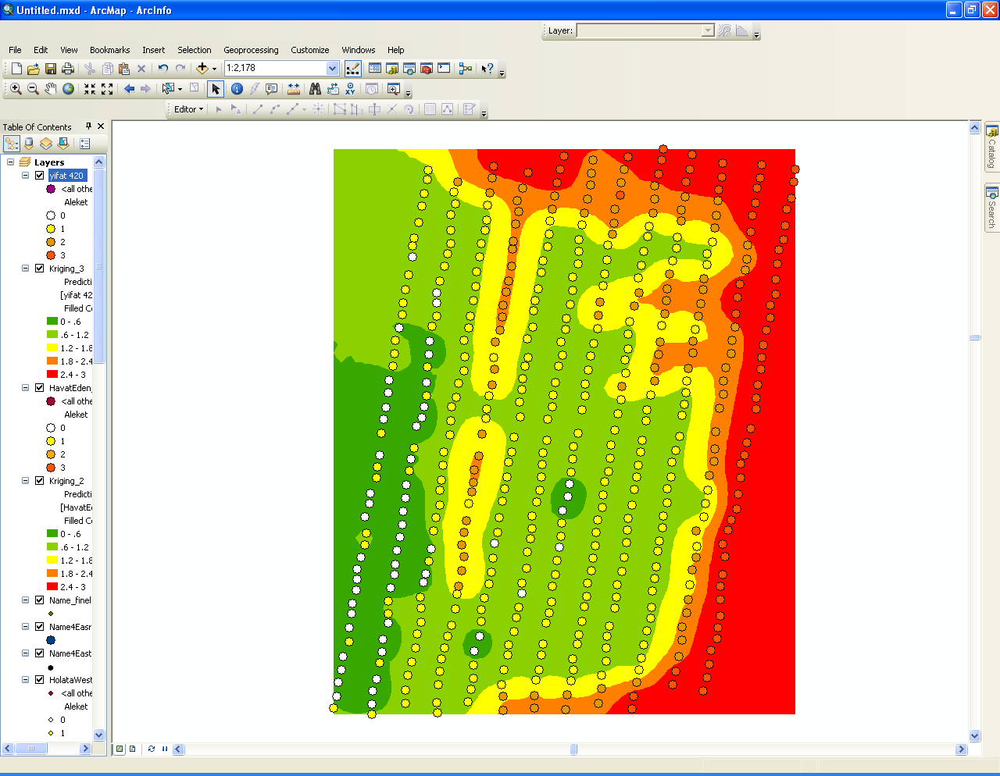 Untitled.mxd - ArcMap - ArcInfo
Layer:
File Edit View Bookmarks Insert Selection Geoprocessing Customize Windows Help
1:2,178
Editor
Table Of Contents
Layers
yifat 420
<all othe
Aleket
0
1
2
3
Kriging_3
Predicti
[yifat 42
Filled Co
0 - .6
.6 - 1.2
1.2 - 1.8
1.8 - 2.4
2.4 - 3
HavatEden_
<all othe
Aleket
0
1
2
3
Kriging_2
Predicti
[HavatEd
Filled Co
0 - .6
.6 - 1.2
1.2 - 1.8
1.8 - 2.4
2.4 - 3
Name_finel
Name4Easr
Name4East
HolataWest
<all othe
Aleket
0
1
Catalog
Search